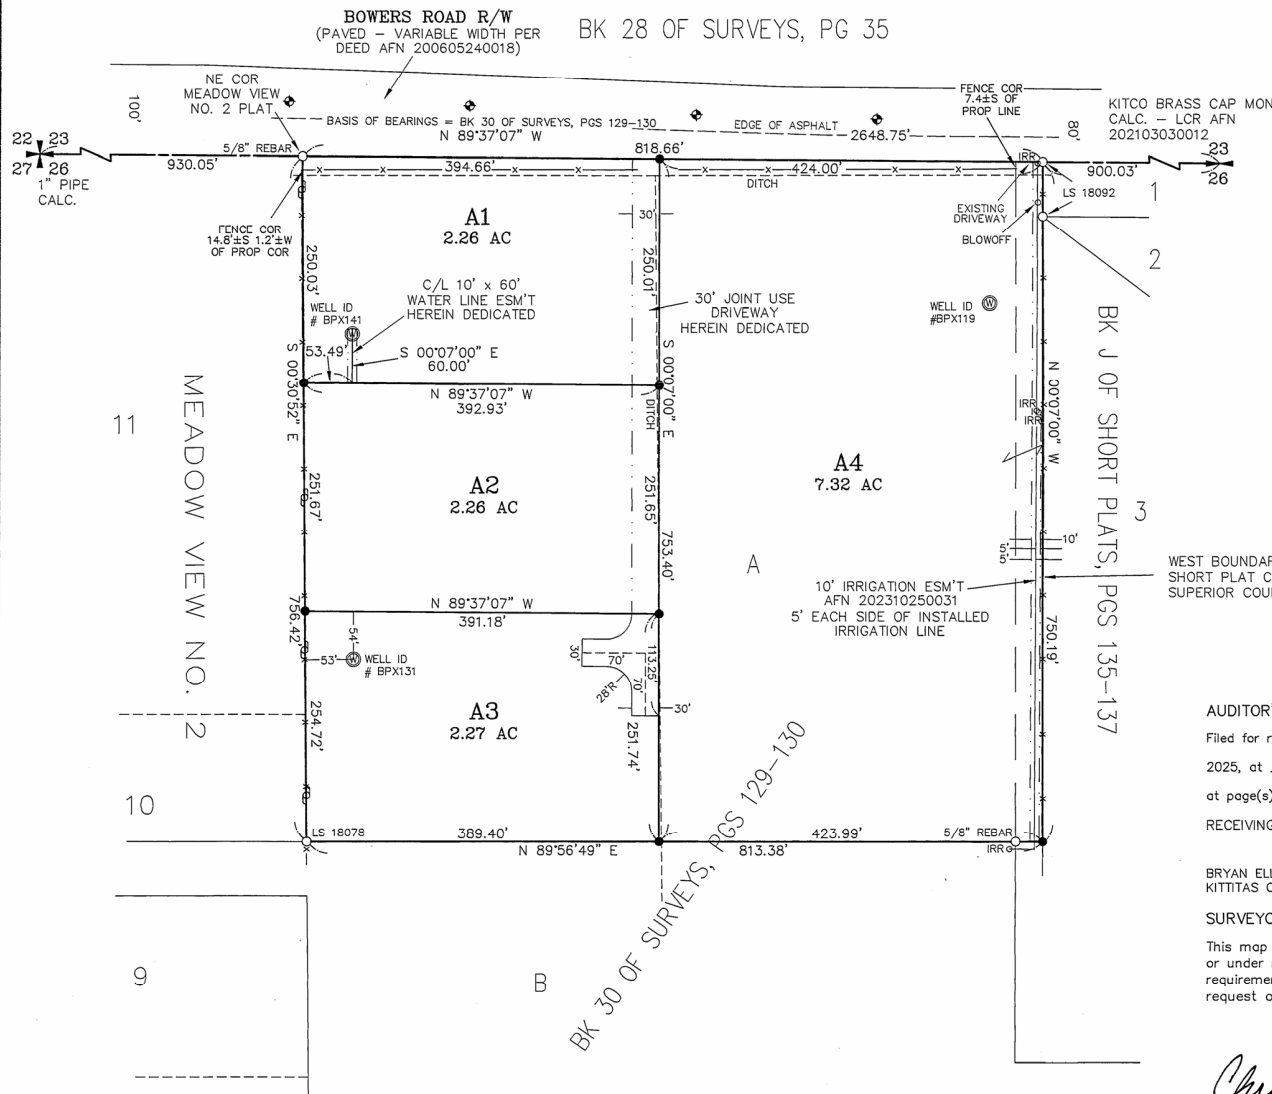 BOWERS ROAD R/W
(PAVED - VARIABLE WIDTH PER
DEED AFN 200605240018)
BK 28 OF SURVEYS, PG 35
NE COR
MEADOW VIEW
NO. 2 PLAT
100'
BASIS OF BEARINGS = BK 30 OF SURVEYS, PGS 129-130
N 89°37'07" W
EDGE OF ASPHALT
2648.75'
FENCE COR
7.4±S OF
PROP LINE
80'
KITCO BRASS CAP MON
CALC. - LCR AFN
202103030012
22 23
27 26
1" PIPE
CALC.
930.05'
5/8" REBAR
818.66'
394.66'
424.00'
DITCH
IRR
900.03'
23
26
LS 18092
EXISTING
DRIVEWAY
BLOWOFF
1
2
FENCE COR
14.8'±S 1.2'±W
OF PROP COR
A1
2.26 AC
30'
250.03'
250.01'
C/L 10' x 60'
WATER LINE ESM'T
HEREIN DEDICATED
WELL ID
# BPX141
30' JOINT USE
DRIVEWAY
HEREIN DEDICATED
WELL ID
#BPX119
53.49'
S 00°07'00" E
60.00'
S 00°30'52" E
S 00°07'00" E
N 89°37'07" W
392.93'
DITCH
11
MEADOW VIEW NO. 2
A2
2.26 AC
251.67'
251.65'
753.40'
A4
7.32 AC
A
IRR
IRR
N 00°07'00" W
BK J OF SHORT PLATS, PGS 135-137
3
10'
5'
5'
10' IRRIGATION ESM'T
AFN 202310250031
5' EACH SIDE OF INSTALLED
IRRIGATION LINE
WEST BOUNDAR
SHORT PLAT C
SUPERIOR COU
756.42'
N 89°37'07" W
391.18'
54'
53'
WELL ID
# BPX131
30'
70'
113.25'
70'
28'R
30'
750.19'
A3
2.27 AC
254.72'
251.74'
10
LS 18078
389.40'
N 89°56'49" E
423.99'
813.38'
5/8" REBAR
IRR
BK 30 OF SURVEYS, PGS 129-130
9
B
AUDITOR'
Filed for r
2025, at
at page(s)
RECEIVING
BRYAN ELL
KITTITAS C
SURVEYO
This map
or under
requiremen
request o